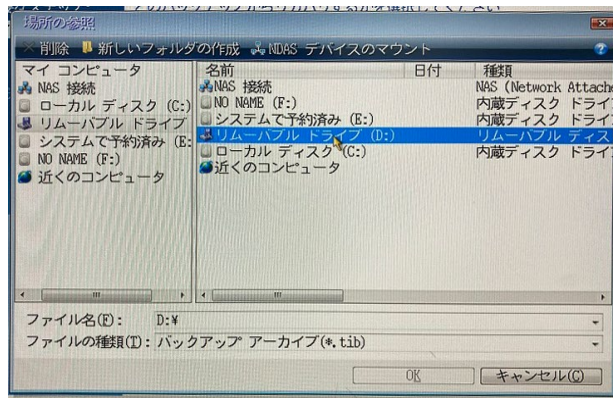 場所の参照
削除 新しいフォルダの作成 NDAS デバイスのマウント
マイ コンピュータ
NAS 接続
ローカル ディスク (C:)
リムーバブル ドライブ
システムで予約済み (E:
NO NAME (F:)
近くのコンピュータ
名前 日付 種類
NAS 接続 NAS (Network Attache
NO NAME (F:) 内蔵ディスク ドライ
システムで予約済み (E:) 内蔵ディスク ドライ
リムーバブル ドライブ (D:) リムーバブル ディス
ローカル ディスク (C:) 内蔵ディスク ドライ
近くのコンピュータ
ファイル名(F): D:¥
ファイルの種類(T): バックアップ アーカイブ(*.tib)
OK キャンセル(C)